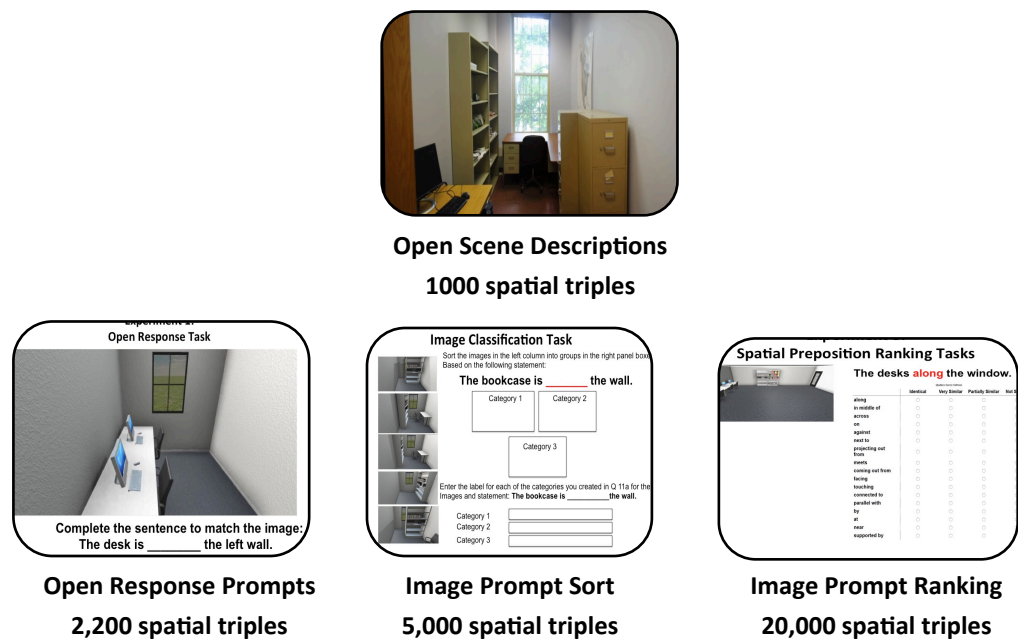 Open Scene Descriptions
1000 spatial triples
Open Response Task
Complete the sentence to match the image:
The desk is ________ the left wall.
Open Response Prompts
2,200 spatial triples
Image Classification Task
Sort the images in the left column into groups in the right panel boxe
Based on the following statement:
The bookcase is _______ the wall.
Category 1
Category 2
Category 3
Enter the label for each of the categories you created in Q 11a for the
Images and statement: The bookcase is _________the wall.
Category 1
Category 2
Category 3
Image Prompt Sort
5,000 spatial triples
Spatial Preposition Ranking Tasks
The desks along the window.
Identical Very Similar Partially Similar Not S
along
in middle of
across
on
against
next to
projecting out
from
meets
coming out from
facing
touching
connected to
parallel with
by
at
near
supported by
Image Prompt Ranking
20,000 spatial triples